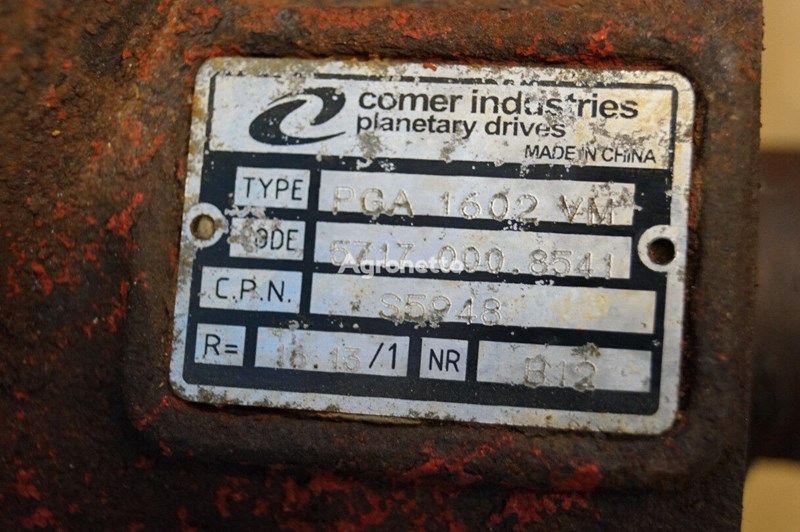 comer industries
planetary drives
MADE IN CHINA
TYPE PGA 1602 VM
CODE 5717.000.8541
Agronetto
C.P.N. S5948
R= 16.13/1 NR B12